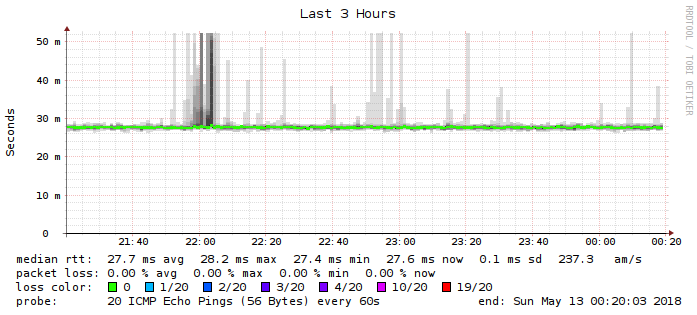 Last 3 Hours
RRDTOOL / TOBI OETIKER
Seconds
50 m
40 m
30 m
20 m
10 m
0
21:40 22:00 22:20 22:40 23:00 23:20 23:40 00:00 00:20
median rtt: 27.7 ms avg 28.2 ms max 27.4 ms min 27.6 ms now 0.1 ms sd 237.3 am/s
packet loss: 0.00 % avg 0.00 % max 0.00 % min 0.00 % now
loss color: 0 1/20 2/20 3/20 4/20 10/20 19/20
probe: 20 ICMP Echo Pings (56 Bytes) every 60s end: Sun May 13 00:20:03 2018